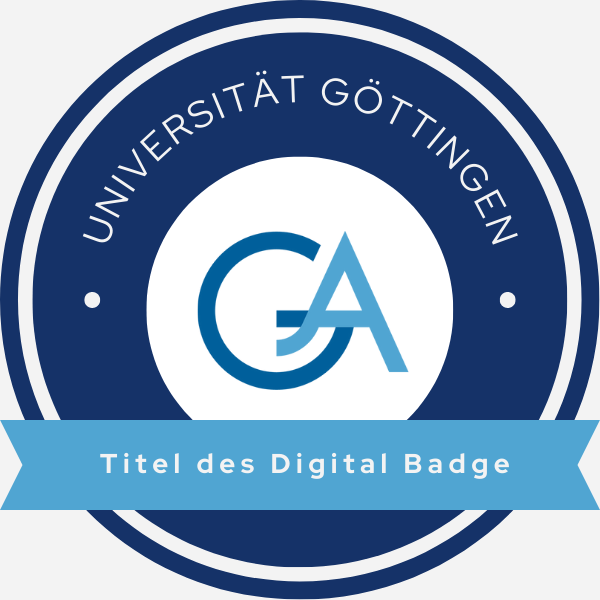 UNIVERSITÄT GÖTTINGEN
GA
Titel des Digital Badge